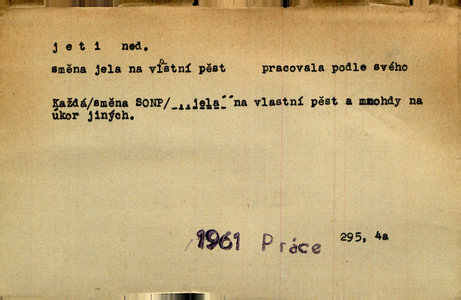 jeti ned.
směna jela na vlastní pěst pracovala podle svého
Každá/směna SONP/ „jela“ na vlastní pěst a mnohdy na
úkor jiných.
1961 Práce 295, 4a